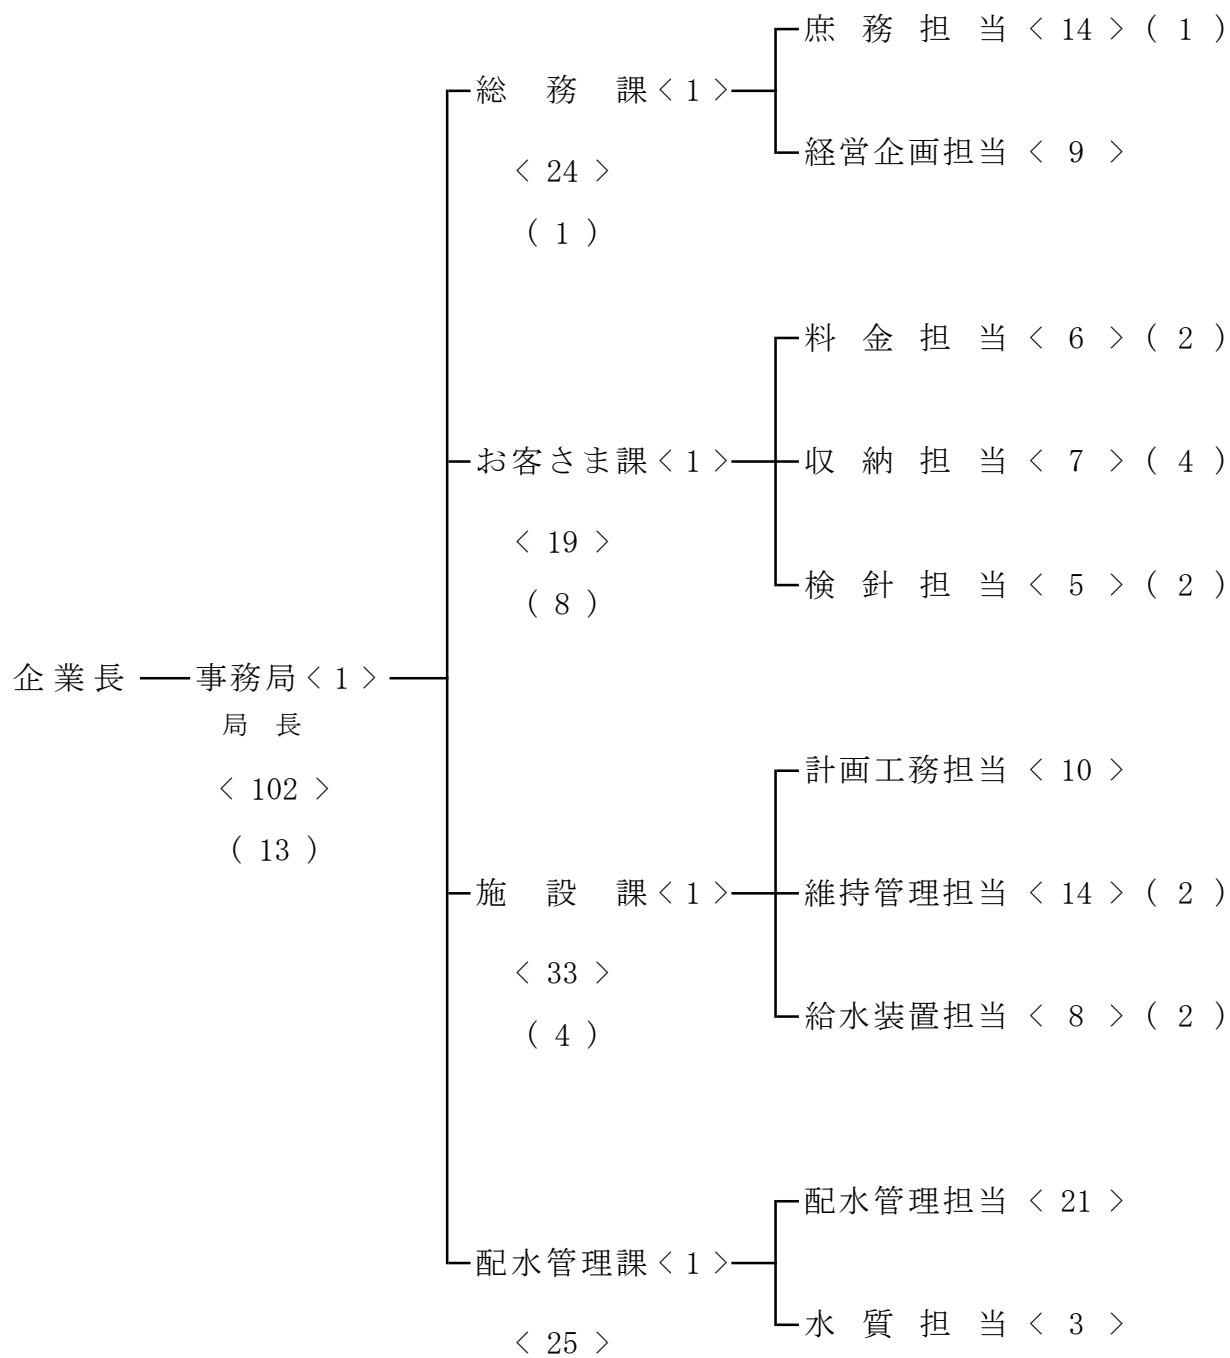 庶務担当 < 14 > ( 1 )
総務課 < 1 >
経営企画担当 < 9 >
< 24 >
( 1 )
料金担当 < 6 > ( 2 )
お客さま課 < 1 >
収納担当 < 7 > ( 4 )
< 19 >
検針担当 < 5 > ( 2 )
( 8 )
企業長
事務局 < 1 >
局長
< 102 >
( 13 )
計画工務担当 < 10 >
施設課 < 1 >
維持管理担当 < 14 > ( 2 )
< 33 >
給水装置担当 < 8 > ( 2 )
( 4 )
配水管理担当 < 21 >
配水管理課 < 1 >
水質担当 < 3 >
< 25 >